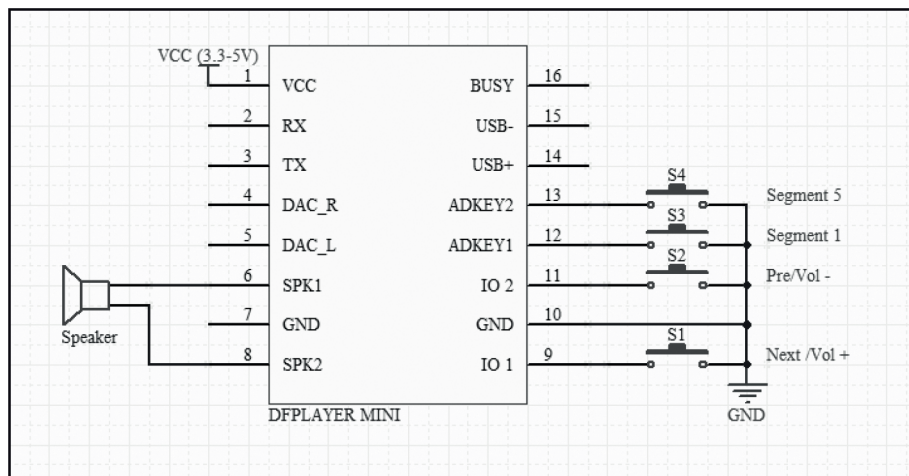 VCC (3.3-5V)
1 VCC BUSY 16
2 RX USB- 15
3 TX USB+ 14
4 DAC_R ADKEY2 13 S4 Segment 5
5 DAC_L ADKEY1 12 S3 Segment 1
6 SPK1 IO 2 11 S2 Pre/Vol -
7 GND GND 10
Speaker
8 SPK2 IO 1 9 S1 Next /Vol +
DFPLAYER MINI GND